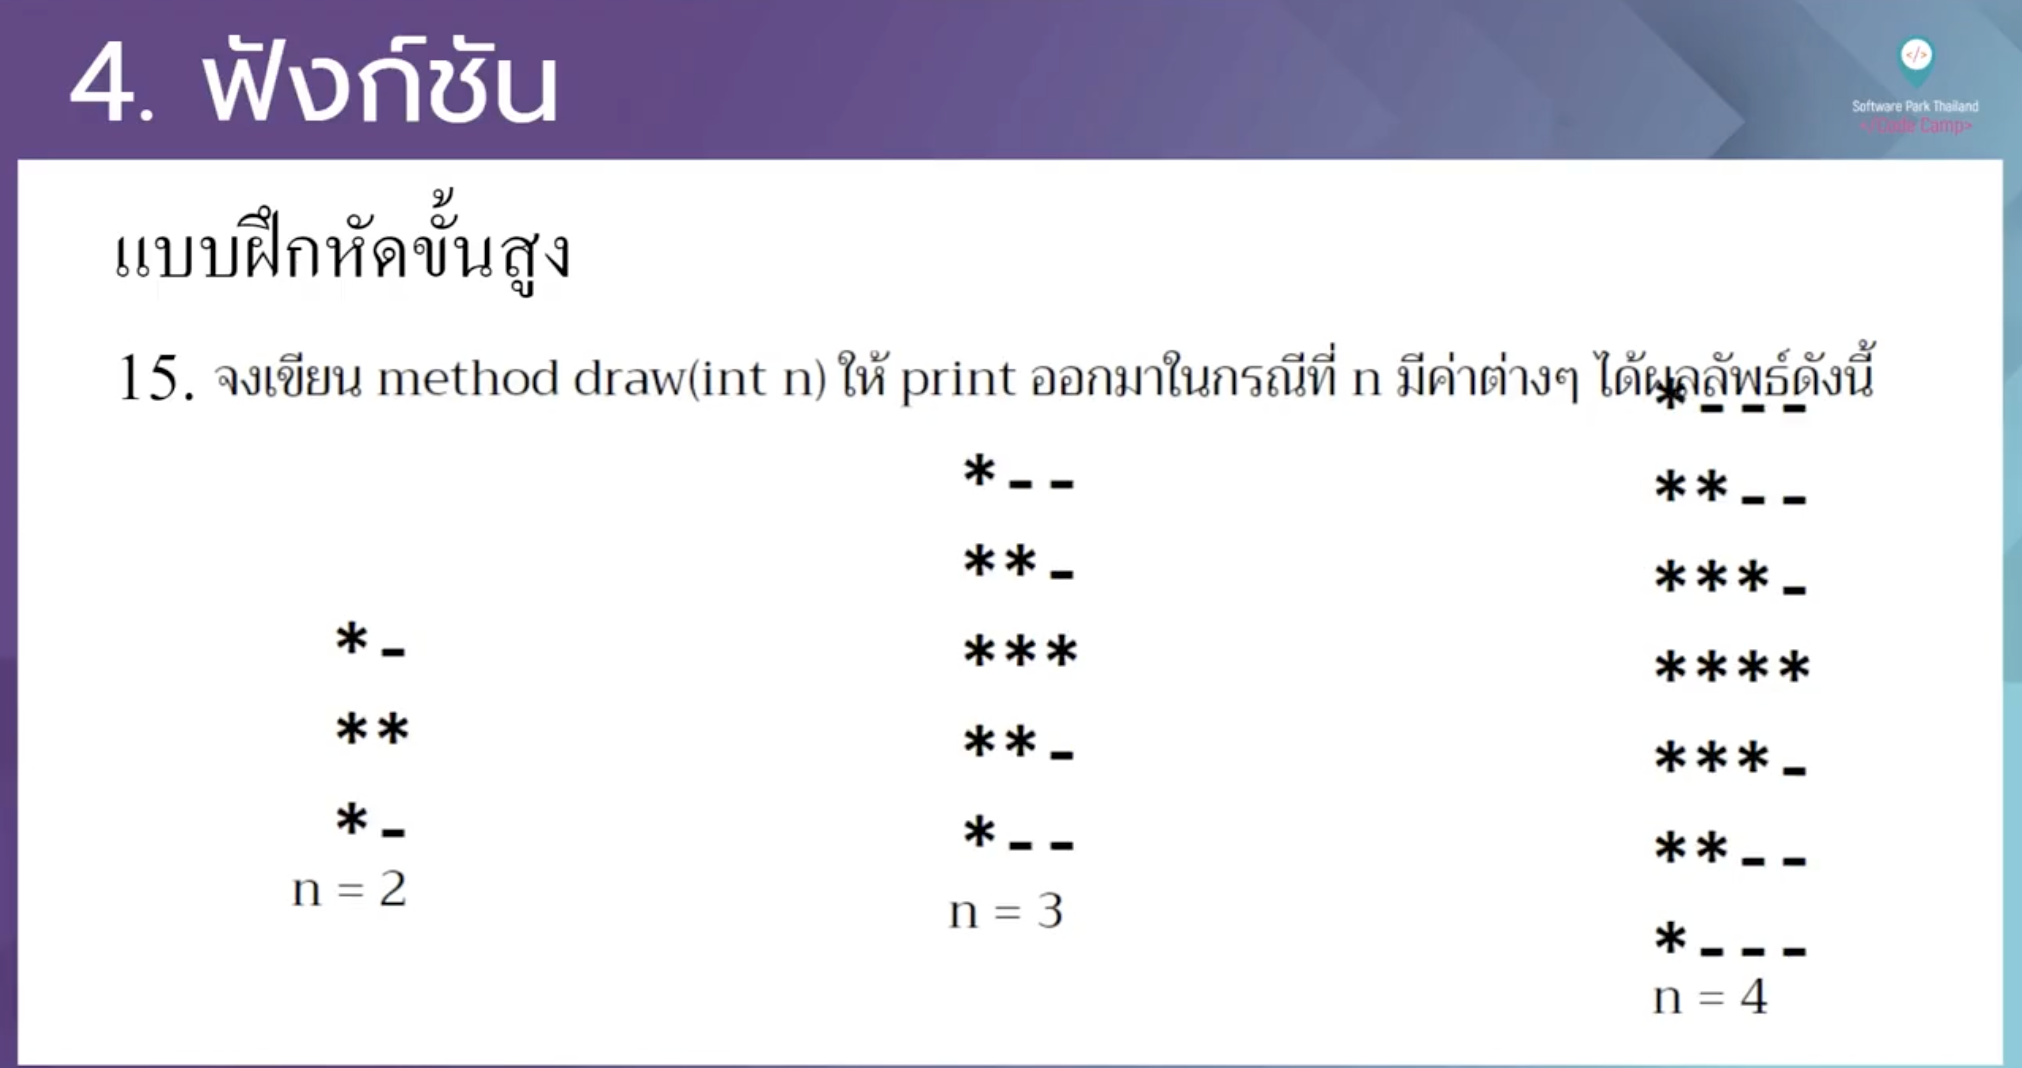 4. ฟังก์ชัน
</>
Software Park Thailand
</Code Camp>
แบบฝึกหัดขั้นสูง
15. จงเขียน method draw(int n) ให้ print ออกมาในกรณีที่ n มีค่าต่างๆ ได้ผลลัพธ์ดังนี้
*-
**
*-
n = 2
*--
**-
***
**-
*--
n = 3
*---
**--
***-
****
***-
**--
*---
n = 4